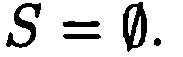 S = ∅.